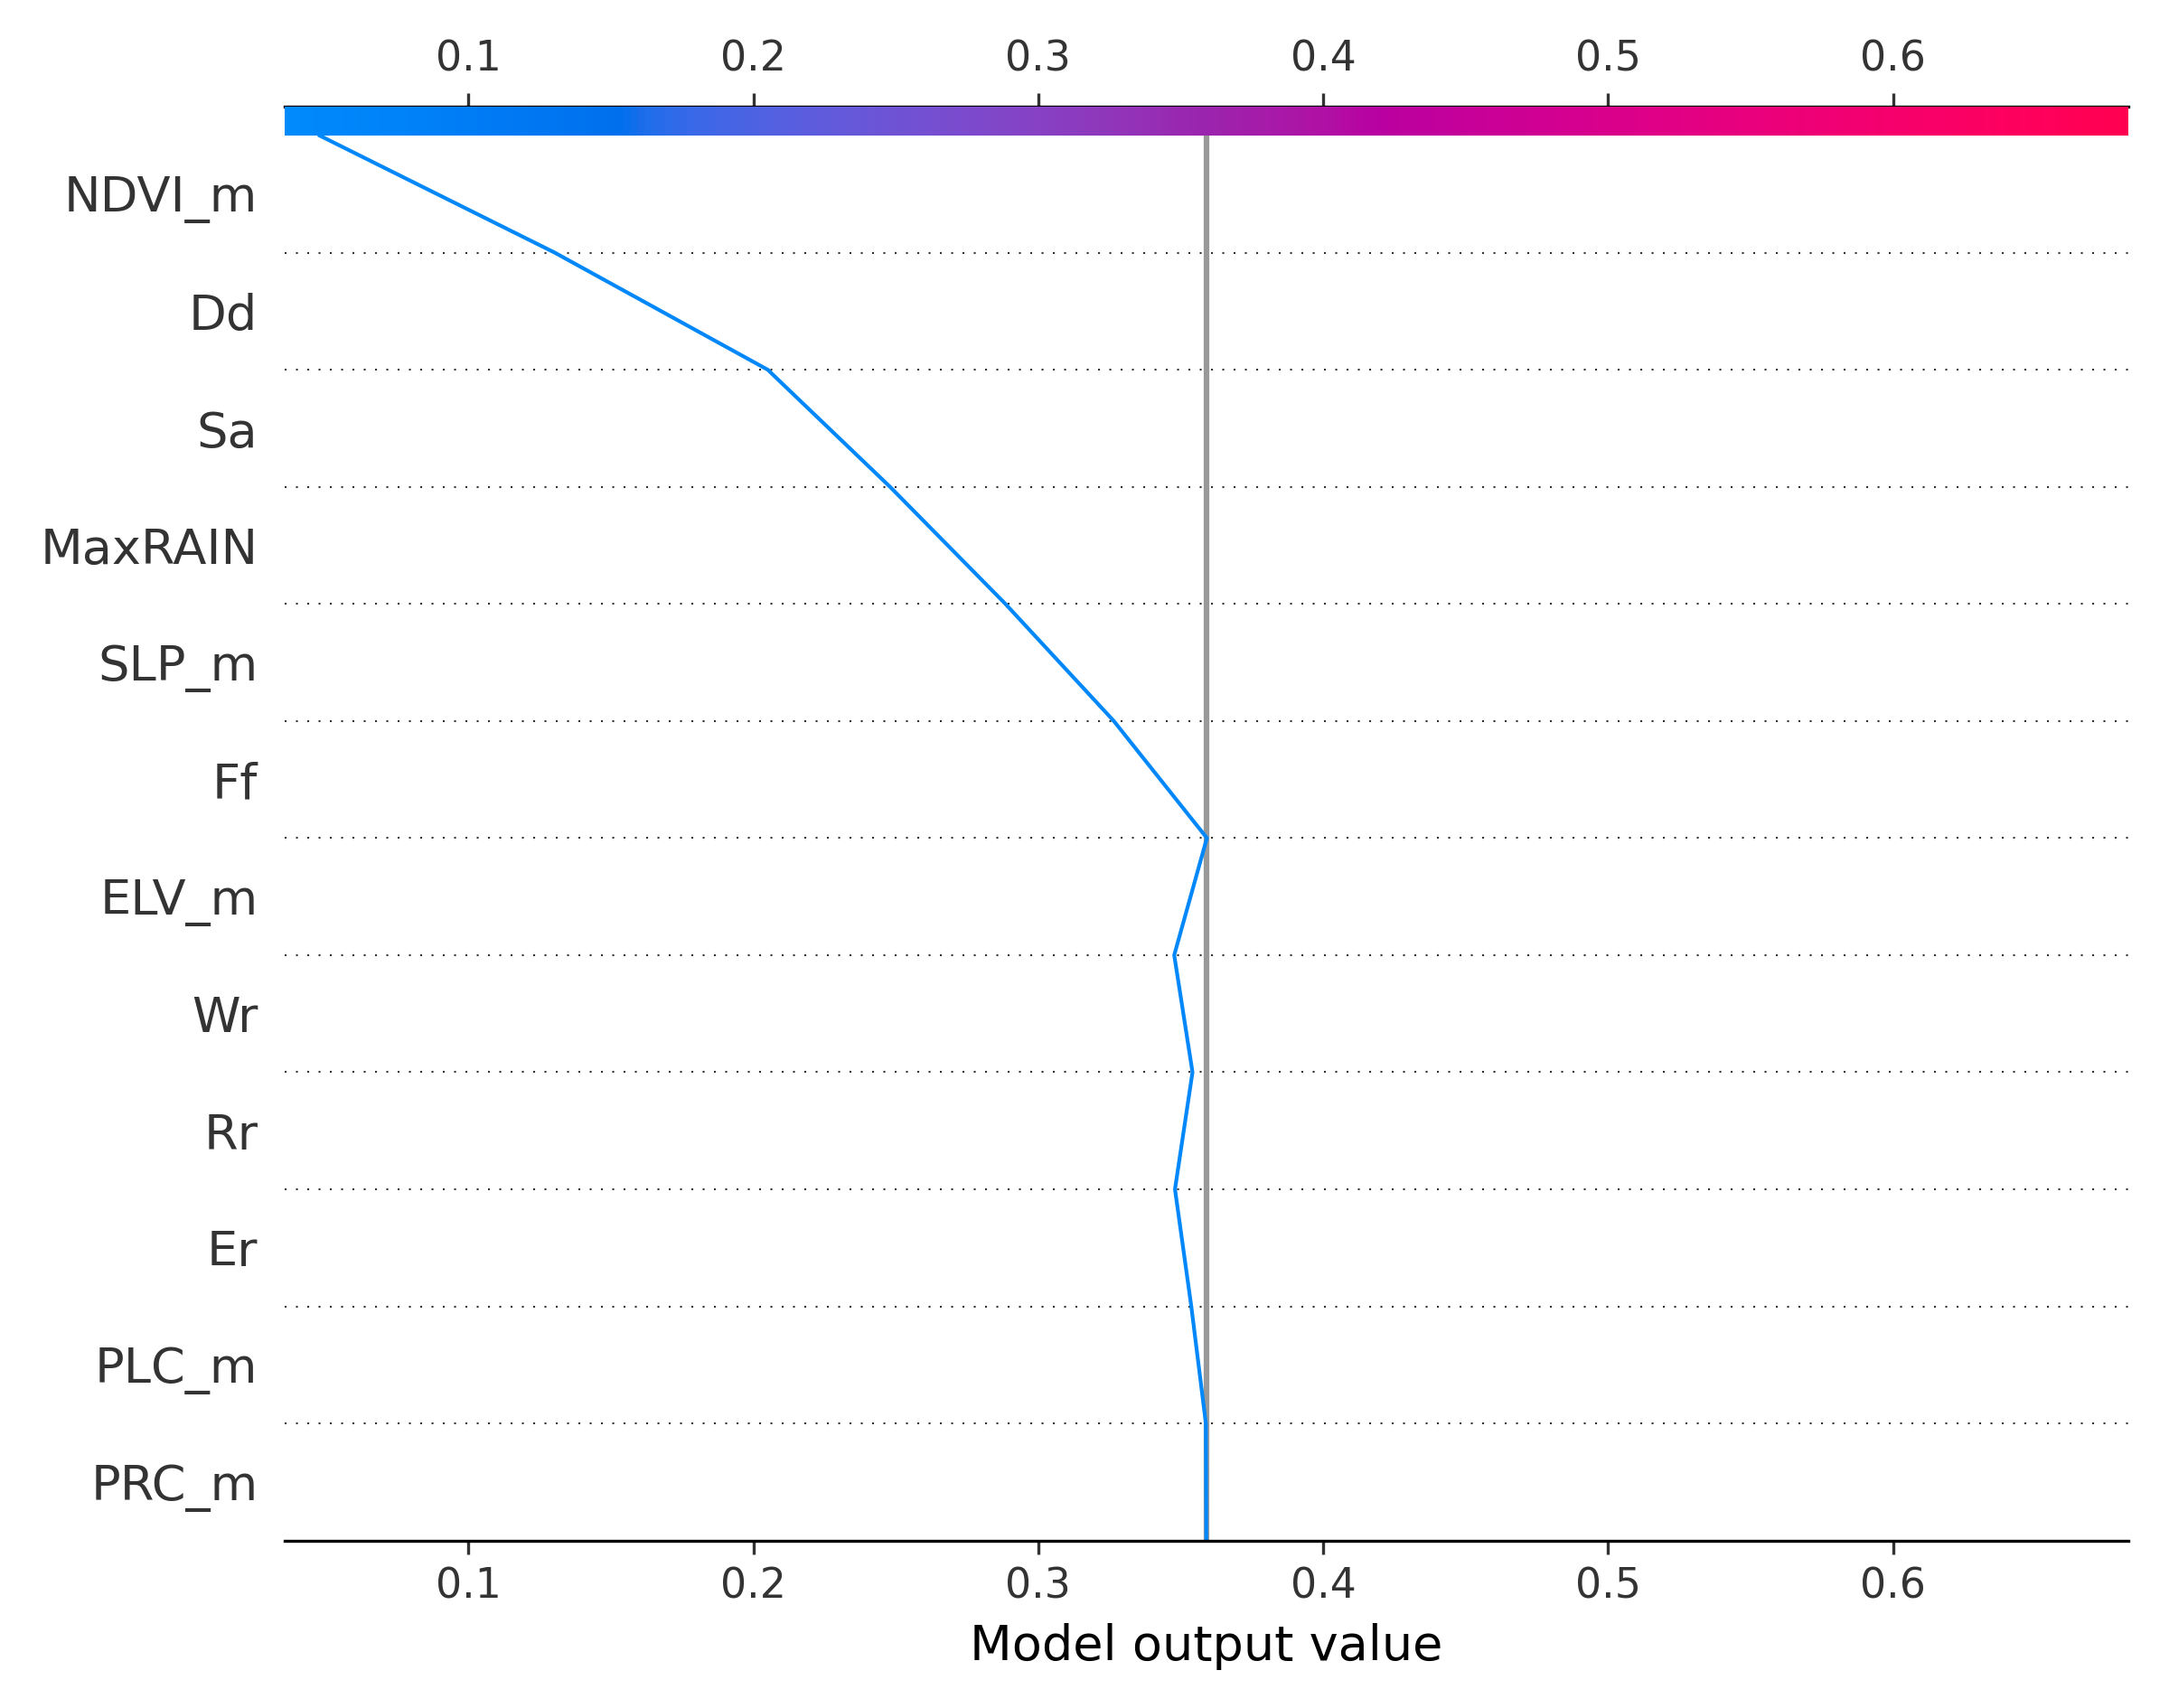 0.1 0.2 0.3 0.4 0.5 0.6
NDVI_m
Dd
Sa
MaxRAIN
SLP_m
Ff
ELV_m
Wr
Rr
Er
PLC_m
PRC_m
0.1 0.2 0.3 0.4 0.5 0.6
Model output value